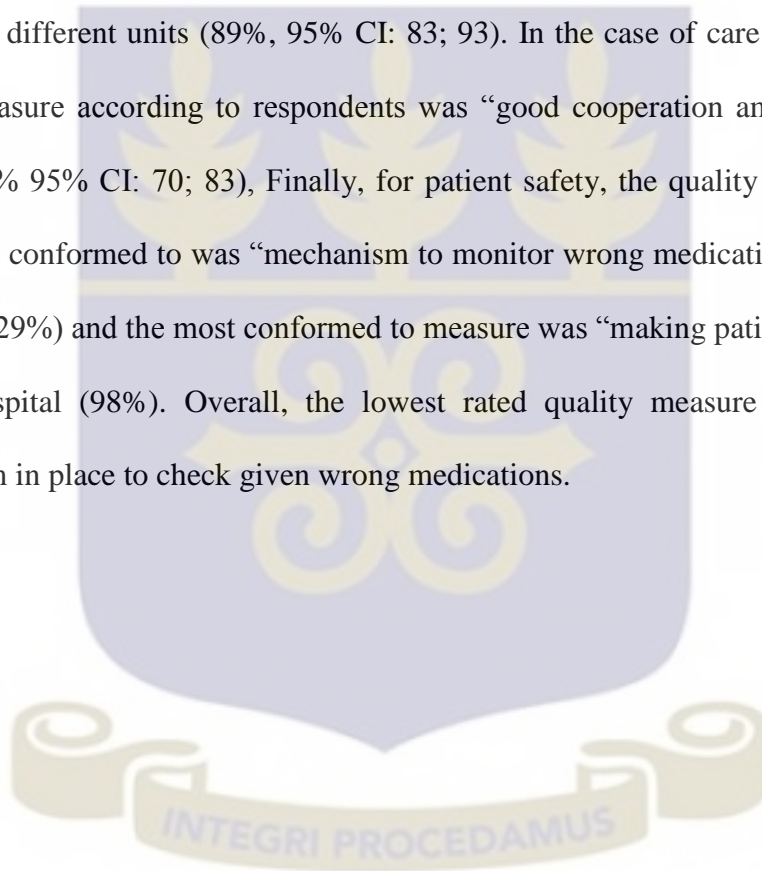 different units (89%, 95% CI: 83; 93). In the case of care
asure according to respondents was “good cooperation an
% 95% CI: 70; 83), Finally, for patient safety, the quality
conformed to was “mechanism to monitor wrong medicati
29%) and the most conformed to measure was “making pati
spital (98%). Overall, the lowest rated quality measure
in place to check given wrong medications.
INTEGRI PROCEDAMUS